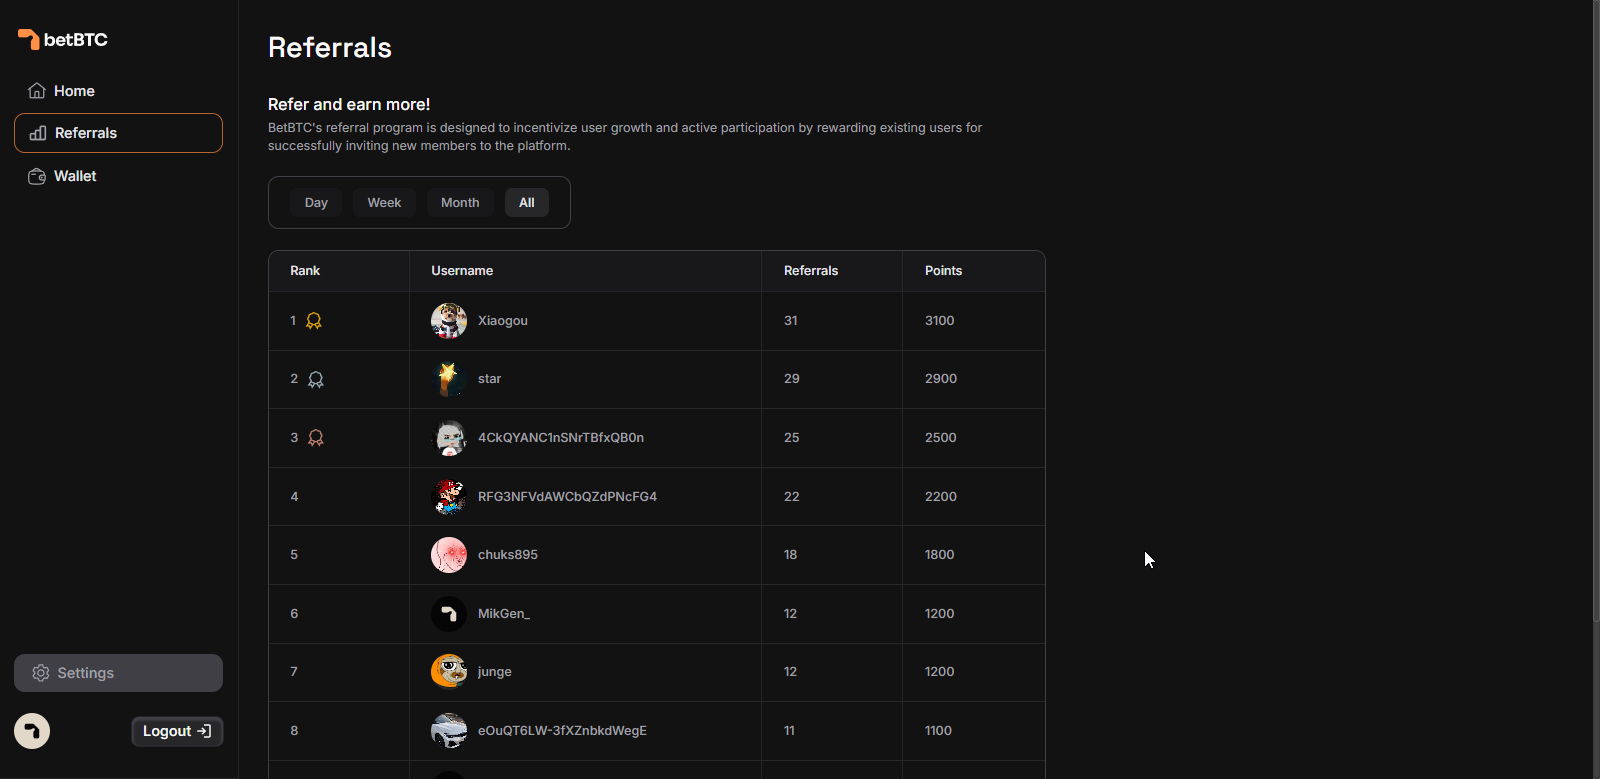 betBTC
Home
Referrals
Wallet
Settings
Logout
Referrals
Refer and earn more!
BetBTC's referral program is designed to incentivize user growth and active participation by rewarding existing users for
successfully inviting new members to the platform.
Day Week Month All
Rank Username Referrals Points
1 Xiaogou 31 3100
2 star 29 2900
3 4CkQYANC1nSNrTBfxQB0n 25 2500
4 RFG3NFVdAWCbQZdPNcFG4 22 2200
5 chuks895 18 1800
6 MikGen_ 12 1200
7 junge 12 1200
8 eOuQT6LW-3fXZnbkdWegE 11 1100